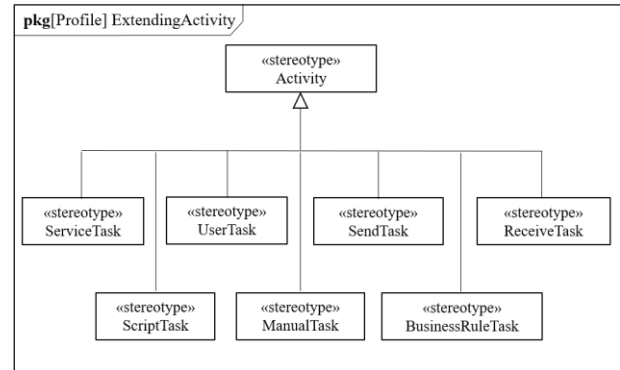 pkg[Profile] ExtendingActivity
«stereotype»
Activity
«stereotype»
ServiceTask
«stereotype»
UserTask
«stereotype»
SendTask
«stereotype»
ReceiveTask
«stereotype»
ScriptTask
«stereotype»
ManualTask
«stereotype»
BusinessRuleTask